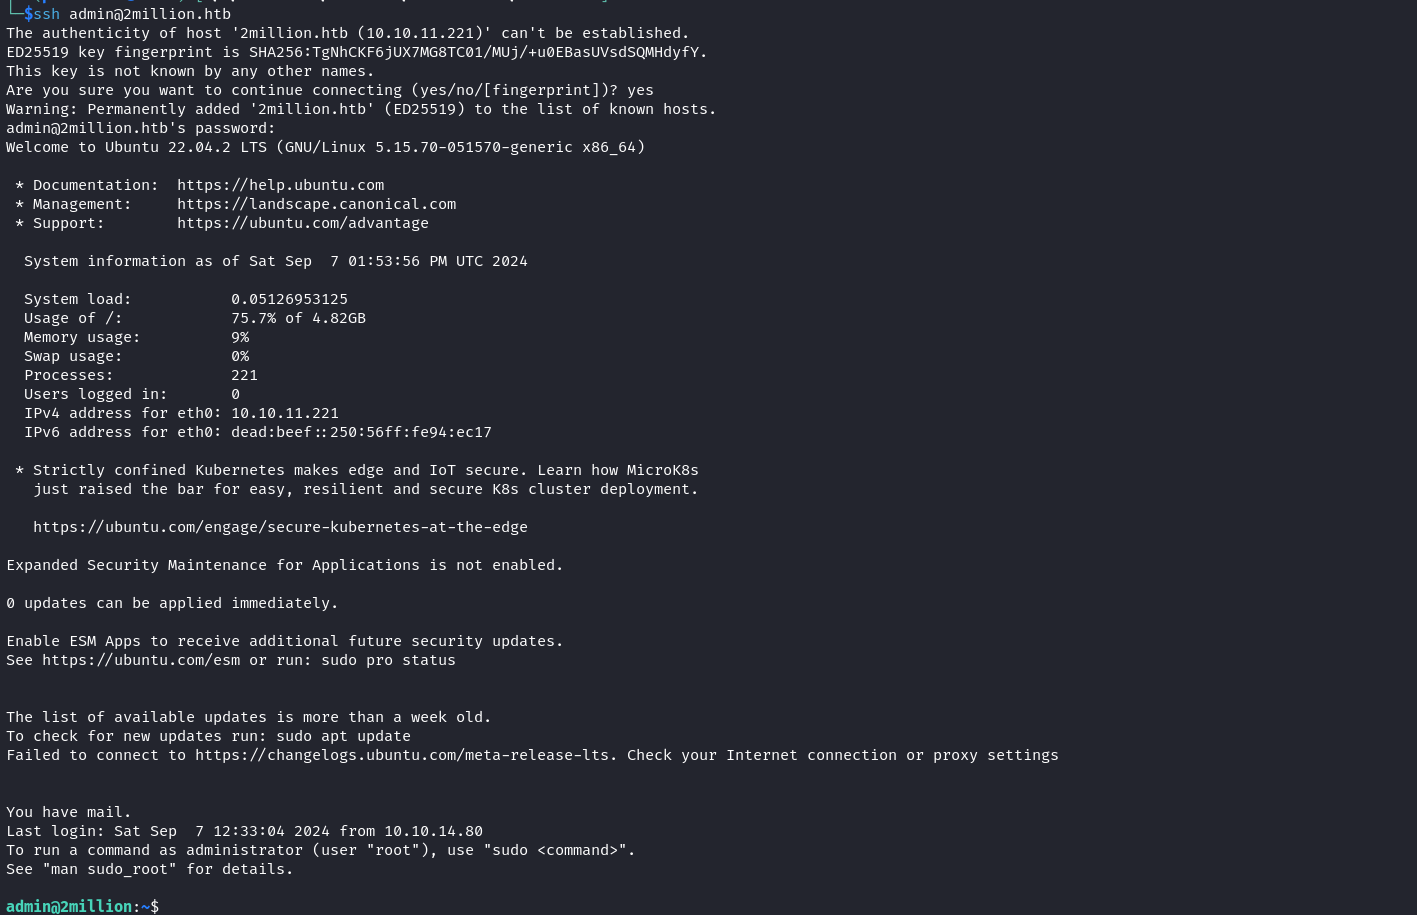 └─$ssh admin@2million.htb
The authenticity of host '2million.htb (10.10.11.221)' can't be established.
ED25519 key fingerprint is SHA256:TgNhCKF6jUX7MG8TC01/MUj/+u0EBasUVsdSQMHdyfY.
This key is not known by any other names.
Are you sure you want to continue connecting (yes/no/[fingerprint])? yes
Warning: Permanently added '2million.htb' (ED25519) to the list of known hosts.
admin@2million.htb's password:
Welcome to Ubuntu 22.04.2 LTS (GNU/Linux 5.15.70-051570-generic x86_64)

 * Documentation:  https://help.ubuntu.com
 * Management:     https://landscape.canonical.com
 * Support:        https://ubuntu.com/advantage

  System information as of Sat Sep  7 01:53:56 PM UTC 2024

  System load:           0.05126953125
  Usage of /:            75.7% of 4.82GB
  Memory usage:          9%
  Swap usage:            0%
  Processes:             221
  Users logged in:       0
  IPv4 address for eth0: 10.10.11.221
  IPv6 address for eth0: dead:beef::250:56ff:fe94:ec17

 * Strictly confined Kubernetes makes edge and IoT secure. Learn how MicroK8s
   just raised the bar for easy, resilient and secure K8s cluster deployment.

   https://ubuntu.com/engage/secure-kubernetes-at-the-edge

Expanded Security Maintenance for Applications is not enabled.

0 updates can be applied immediately.

Enable ESM Apps to receive additional future security updates.
See https://ubuntu.com/esm or run: sudo pro status


The list of available updates is more than a week old.
To check for new updates run: sudo apt update
Failed to connect to https://changelogs.ubuntu.com/meta-release-lts. Check your Internet connection or proxy settings


You have mail.
Last login: Sat Sep  7 12:33:04 2024 from 10.10.14.80
To run a command as administrator (user "root"), use "sudo <command>".
See "man sudo_root" for details.

admin@2million:~$